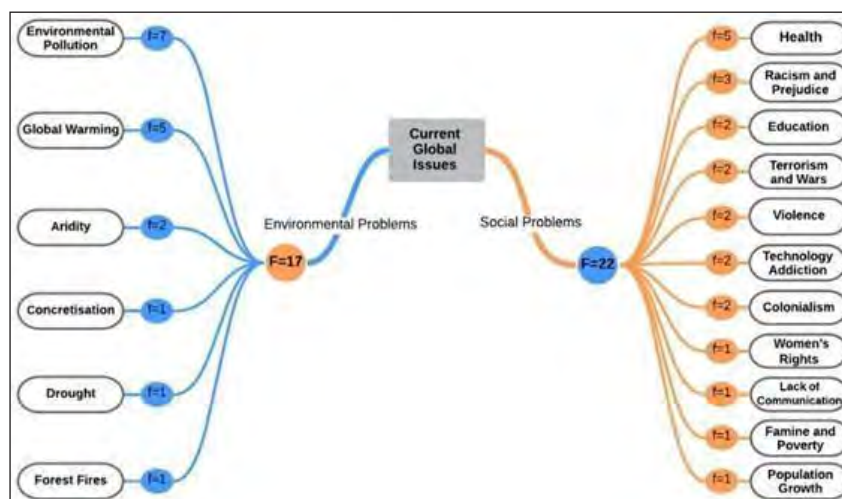 Current
Global
Issues
Environmental Problems
F=17
Environmental
Pollution
f=7
Global Warming
f=5
Aridity
f=2
Concretisation
f=1
Drought
f=1
Forest Fires
f=1
Social Problems
F=22
f=5
Health
f=3
Racism and
Prejudice
f=2
Education
f=2
Terrorism
and Wars
f=2
Violence
f=2
Technology
Addiction
f=2
Colonialism
f=1
Women's
Rights
f=1
Lack of
Communication
f=1
Famine and
Poverty
f=1
Population
Growth